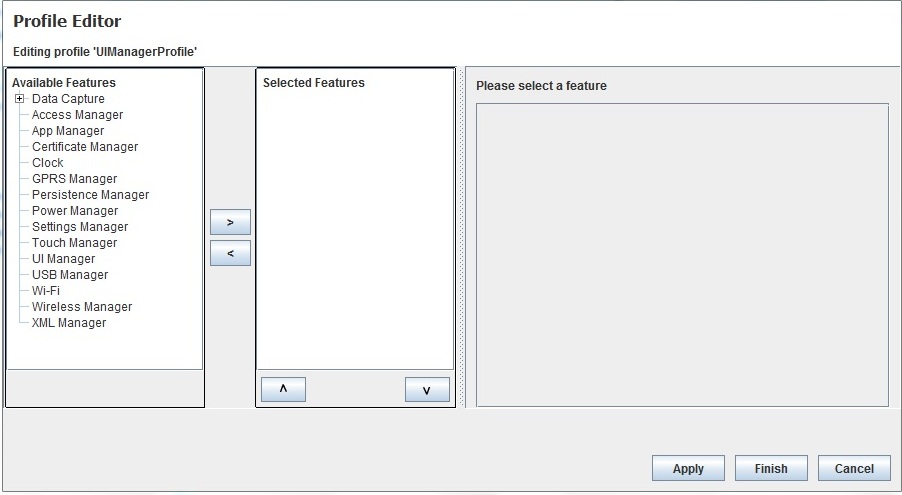 Profile Editor
Editing profile 'UIManagerProfile'
Available Features
Data Capture
Access Manager
App Manager
Certificate Manager
Clock
GPRS Manager
Persistence Manager
Power Manager
Settings Manager
Touch Manager
UI Manager
USB Manager
Wi-Fi
Wireless Manager
XML Manager
>
<
Selected Features
^
v
Please select a feature
Apply
Finish
Cancel